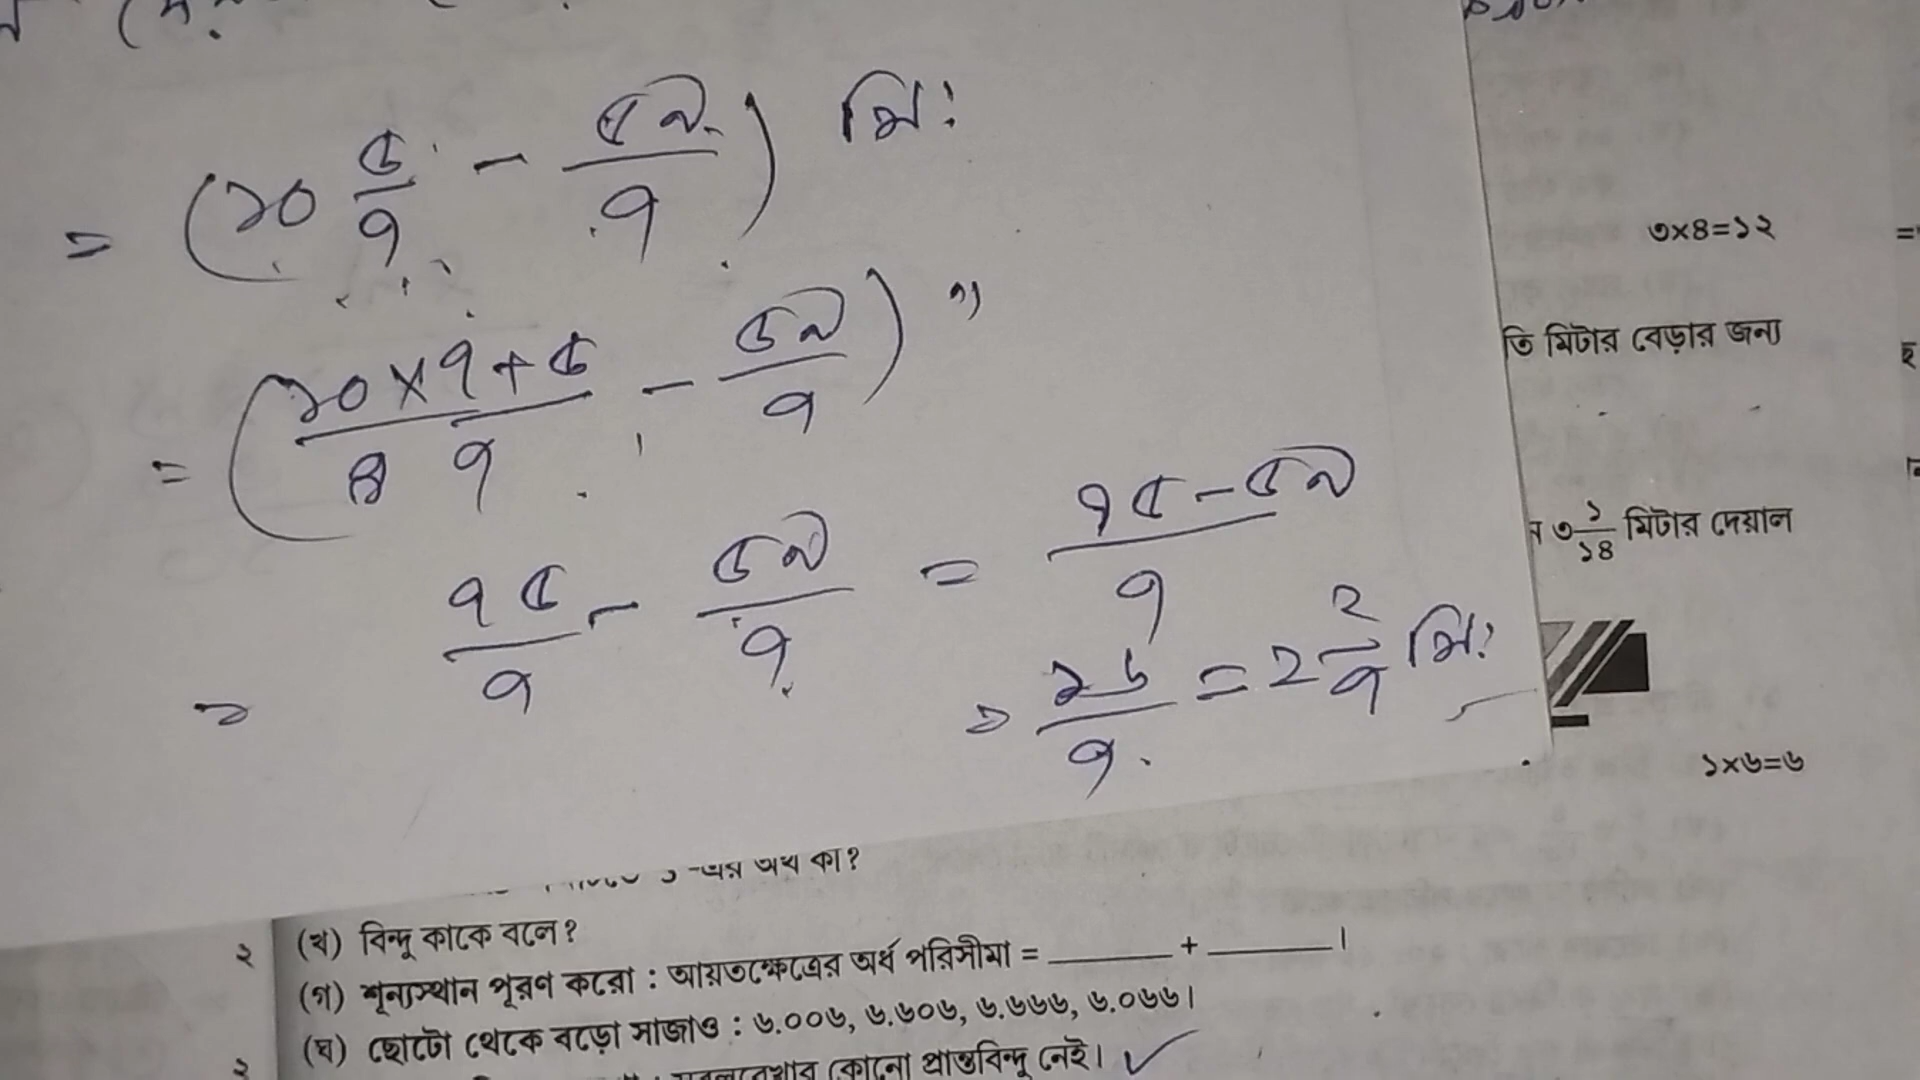 = (১০ ৫/৭ - ৫৯/৭) মি:
= (১০×৭+৫/৭ - ৫৯/৭) "
= ৭৫/৭ - ৫৯/৭ = ৭৫-৫৯/৭
= ১৬/৭ = ২ ২/৭ মি:
৩×৪=১২
তি মিটার বেড়ার জন্য
ন ৩ ১/১৪ মিটার দেয়াল
১×৬=৬
-এর অর্থ কী?
২ (খ) বিন্দু কাকে বলে?
(গ) শূন্যস্থান পূরণ করো : আয়তক্ষেত্রের অর্ধ পরিসীমা = ______ + ______।
(ঘ) ছোটো থেকে বড়ো সাজাও : ৬.০০৬, ৬.৬০৬, ৬.৬৬৬, ৬.০৬৬।
২ সরলরেখার কোনো প্রান্তবিন্দু নেই। ✓